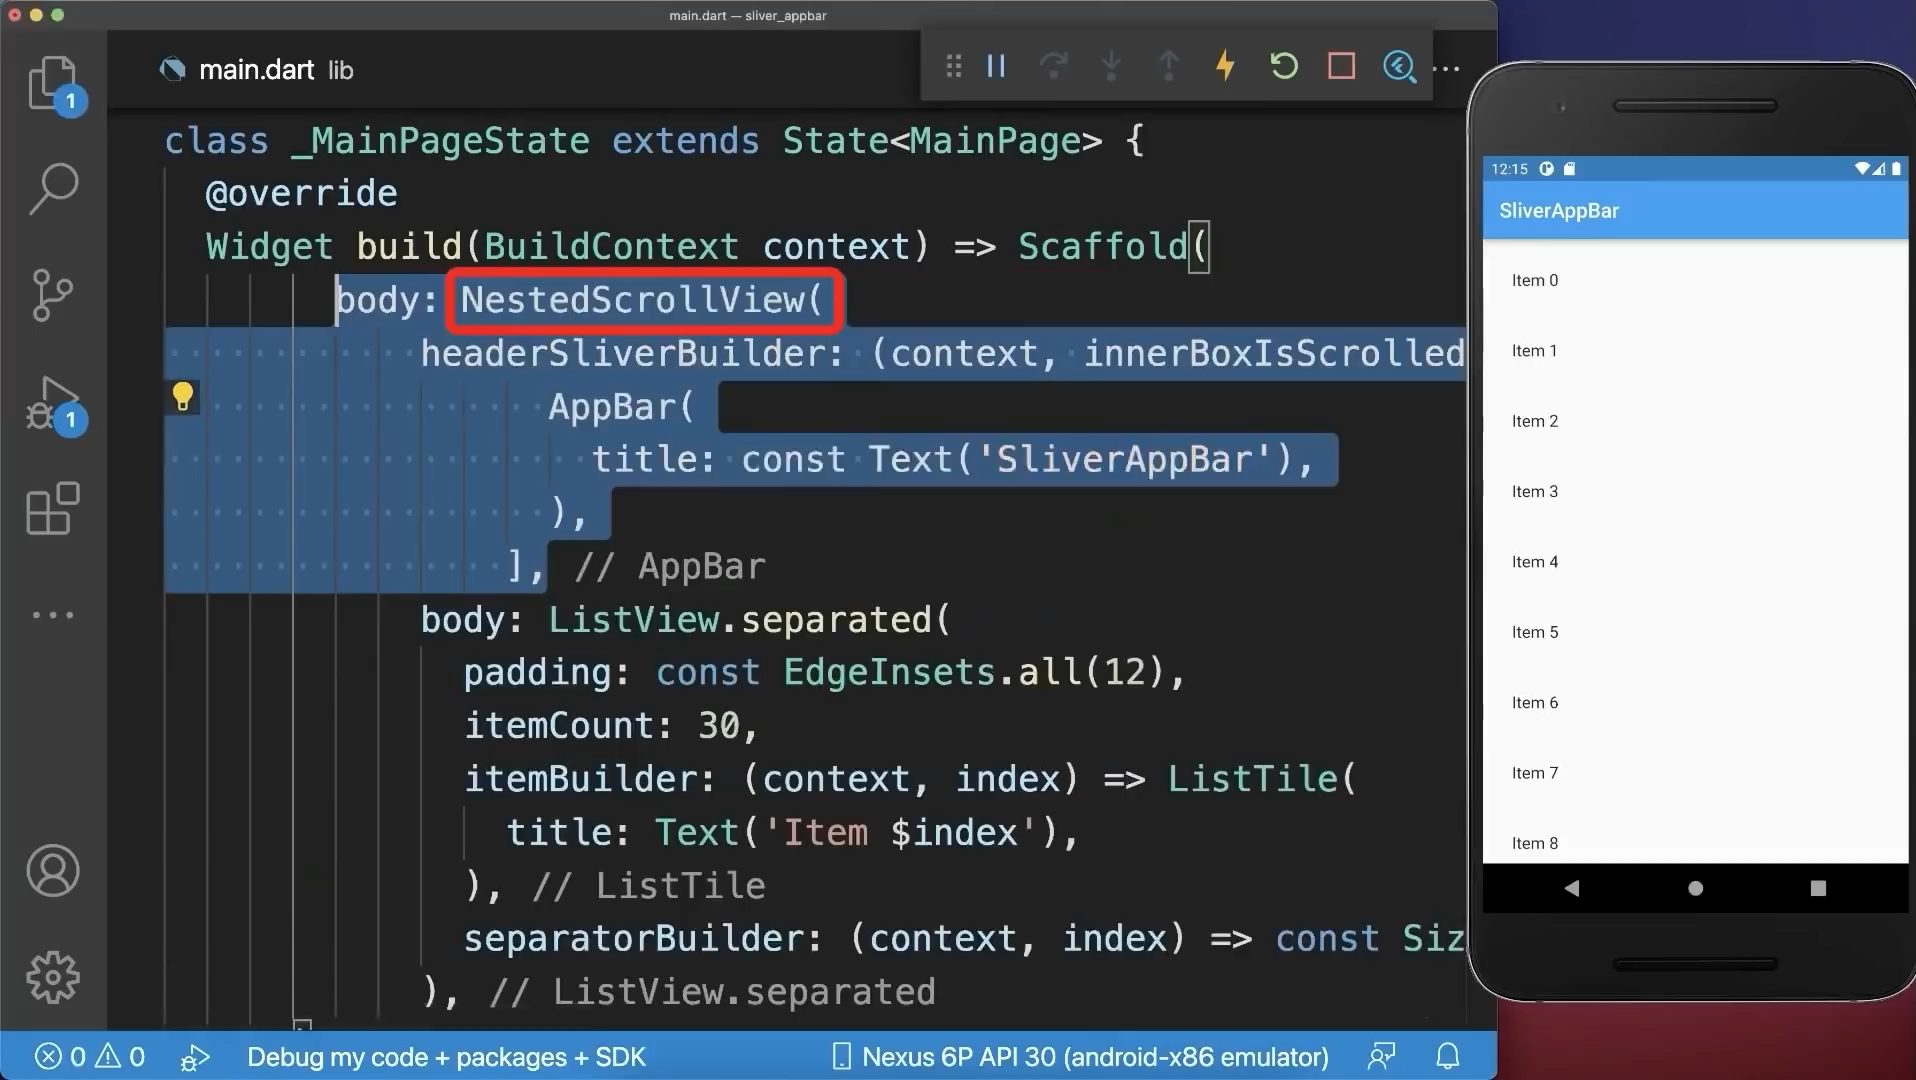 main.dart — sliver_appbar
main.dart lib
1
class _MainPageState extends State<MainPage> {
@override
Widget build(BuildContext context) => Scaffold(
body: NestedScrollView(
headerSliverBuilder: (context, innerBoxIsScrolled
AppBar(
title: const Text('SliverAppBar'),
),
], // AppBar
1
body: ListView.separated(
padding: const EdgeInsets.all(12),
itemCount: 30,
itemBuilder: (context, index) => ListTile(
title: Text('Item $index'),
), // ListTile
separatorBuilder: (context, index) => const Siz
), // ListView.separated
0 0 Debug my code + packages + SDK Nexus 6P API 30 (android-x86 emulator)
12:15
SliverAppBar
Item 0
Item 1
Item 2
Item 3
Item 4
Item 5
Item 6
Item 7
Item 8